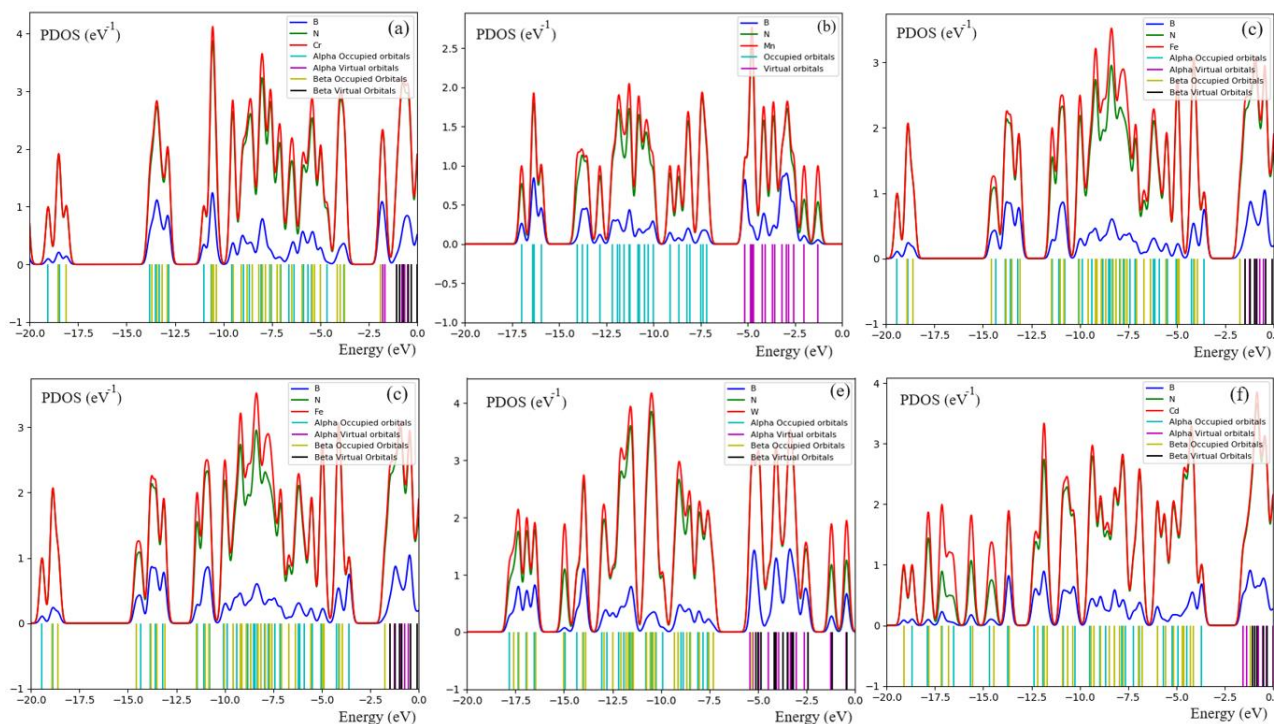 PDOS (eV-1)
(a)
B
N
Cr
Alpha Occupied orbitals
Alpha Virtual orbitals
Beta Occupied Orbitals
Beta Virtual Orbitals
4
3
2
1
0
−1
−20.0 −17.5 −15.0 −12.5 −10.0 −7.5 −5.0 −2.5 0.0
Energy (eV)
PDOS (eV-1)
(b)
B
N
Mn
Occupied orbitals
Virtual orbitals
2.5
2.0
1.5
1.0
0.5
0.0
−0.5
−1.0
−20.0 −17.5 −15.0 −12.5 −10.0 −7.5 −5.0 −2.5 0.0
Energy (eV)
PDOS (eV-1)
(c)
B
N
Fe
Alpha Occupied orbitals
Alpha Virtual orbitals
Beta Occupied Orbitals
Beta Virtual Orbitals
3
2
1
0
−1
−20.0 −17.5 −15.0 −12.5 −10.0 −7.5 −5.0 −2.5 0.0
Energy (eV)
PDOS (eV-1)
(c)
B
N
Fe
Alpha Occupied orbitals
Alpha Virtual orbitals
Beta Occupied Orbitals
Beta Virtual Orbitals
3
2
1
0
−1
−20.0 −17.5 −15.0 −12.5 −10.0 −7.5 −5.0 −2.5 0.0
Energy (eV)
PDOS (eV-1)
(e)
B
N
W
Alpha Occupied orbitals
Alpha Virtual orbitals
Beta Occupied Orbitals
Beta Virtual Orbitals
4
3
2
1
0
−1
−20.0 −17.5 −15.0 −12.5 −10.0 −7.5 −5.0 −2.5 0.0
Energy (eV)
PDOS (eV-1)
(f)
B
N
Cd
Alpha Occupied orbitals
Alpha Virtual orbitals
Beta Occupied Orbitals
Beta Virtual Orbitals
4
3
2
1
0
−1
−20.0 −17.5 −15.0 −12.5 −10.0 −7.5 −5.0 −2.5 0.0
Energy (eV)